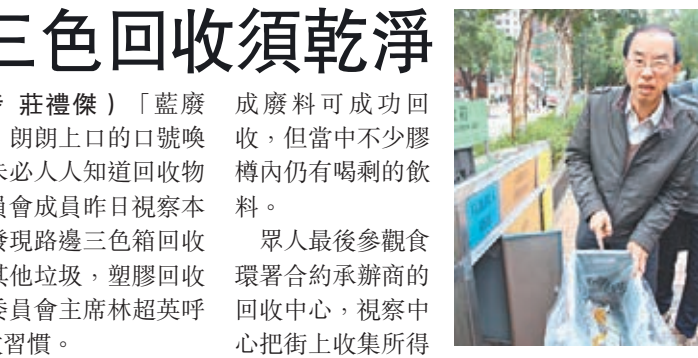 三色回收須乾淨
莊禮傑）「藍廢
朗朗上口的口號喚
未必人人知道回收物
員會成員昨日視察本
發現路邊三色箱回收
其他垃圾，塑膠回收
委員會主席林超英呼
習慣。
成廢料可成功回
收，但當中不少膠
樽內仍有喝剩的飲
料。
眾人最後參觀食
環署合約承辦商的
回收中心，視察中
心把街上收集所得